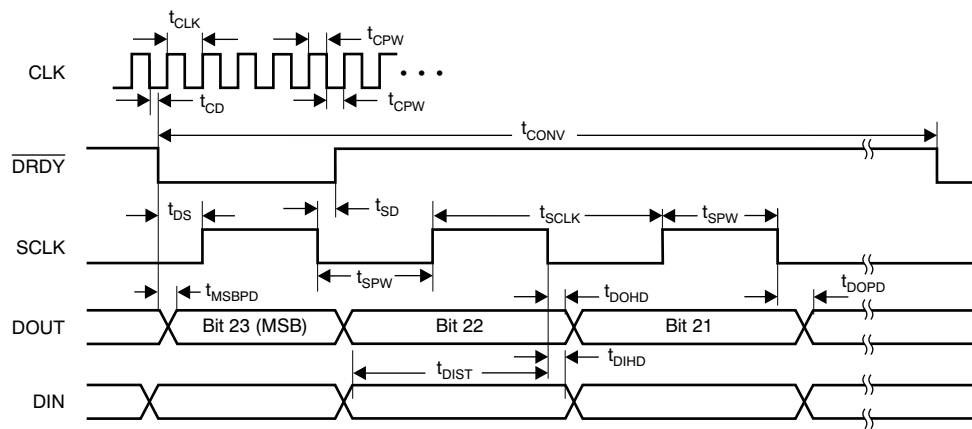 tCLK
tCPW
CLK
• • •
tCD
tCPW
tCONV
DRDY
tDS
tSD
tSCLK
tSPW
SCLK
tSPW
tMSBPD
tDOHD
tDOPD
DOUT
Bit 23 (MSB)
Bit 22
Bit 21
tDIST
tDIHD
DIN